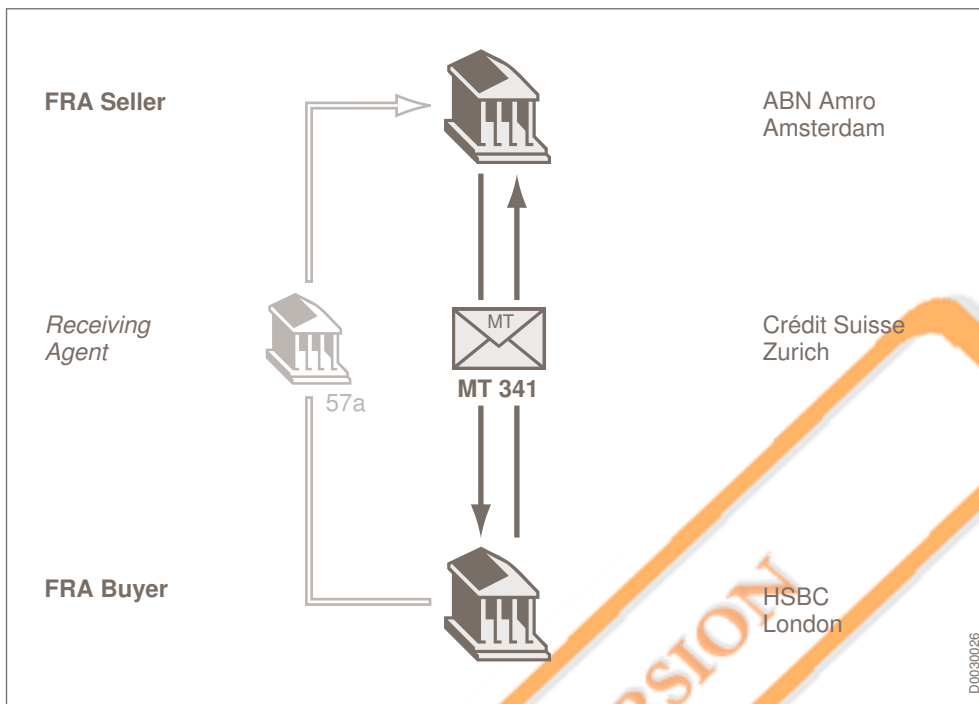 FRA Seller
ABN Amro
Amsterdam
Receiving
Agent
57a
MT
MT 341
Crédit Suisse
Zurich
FRA Buyer
HSBC
London
D0030026